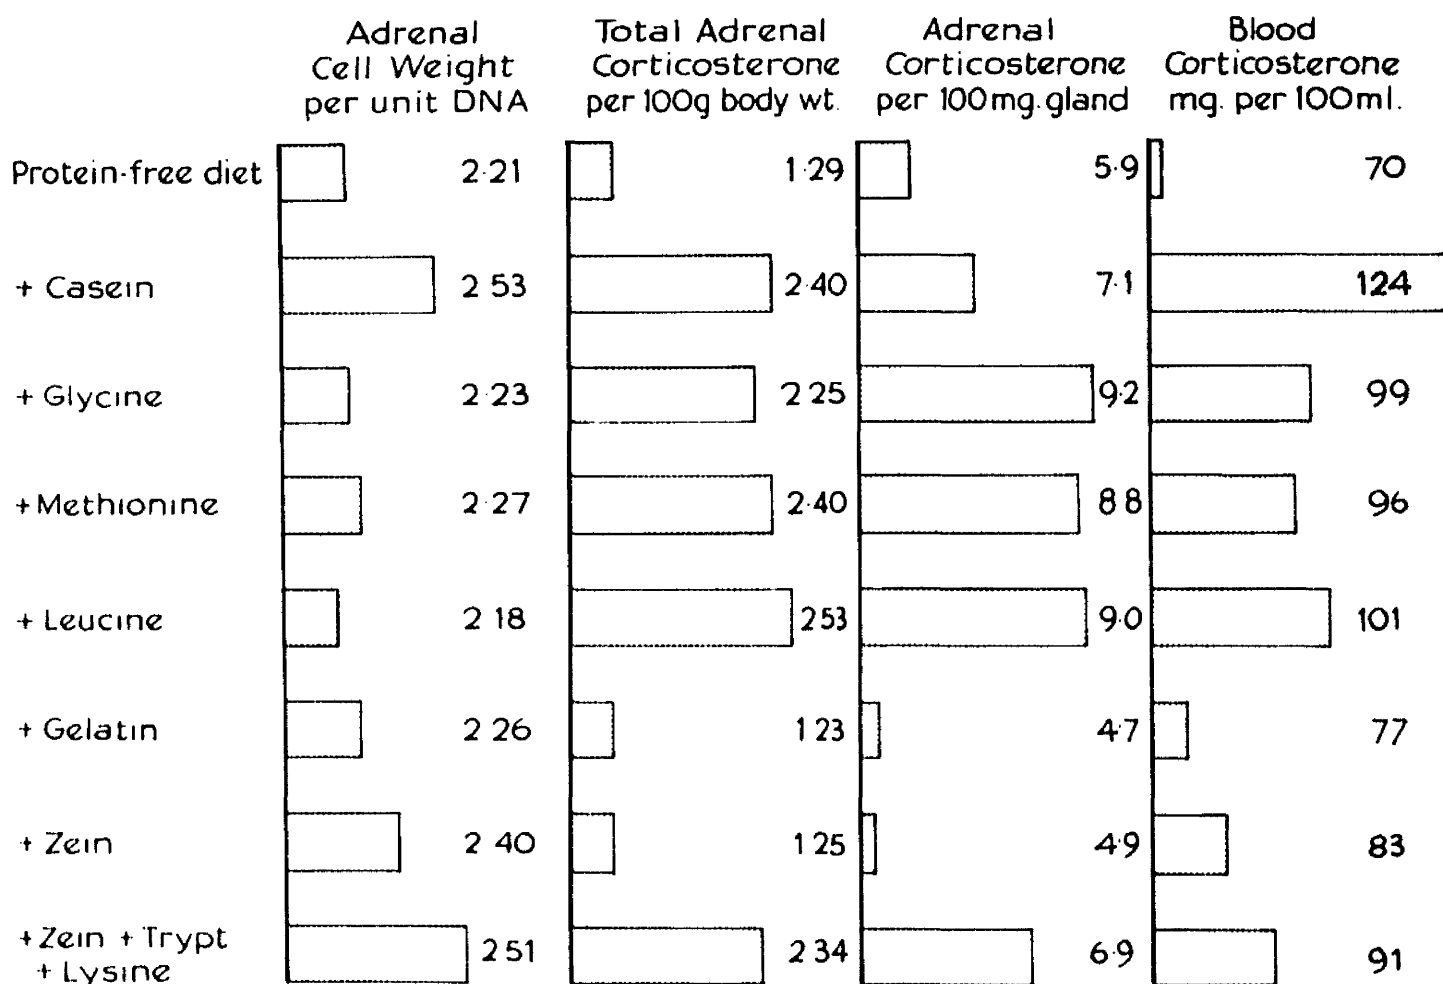 Adrenal Cell Weight per unit DNA
Total Adrenal Corticosterone per 100g body wt.
Adrenal Corticosterone per 100mg. gland
Blood Corticosterone mg. per 100ml.
Protein-free diet 2·21 1·29 5·9 70
+ Casein 2 53 2·40 7·1 124
+ Glycine 2·23 2 25 9·2 99
+Methionine 2·27 2·40 8 8 96
+ Leucine 2 18 253 9·0 101
+ Gelatin 2 26 1 23 4·7 77
+ Zein 2 40 1 25 4·9 83
+Zein +Trypt
+ Lysine 2 51 2 34 6·9 91